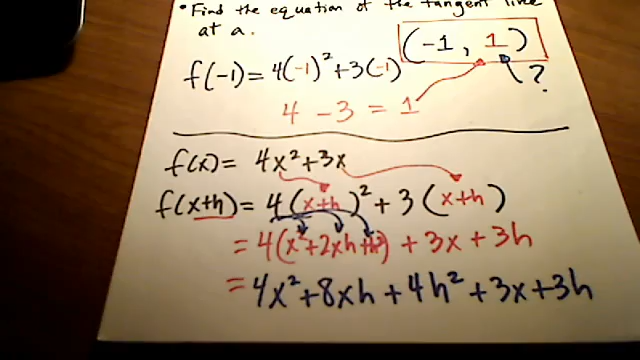 • Find the equation of the tangent line
at a.
(-1, 1)
f(-1) = 4(-1)² + 3(-1)
?
4 - 3 = 1
f(x) = 4x² + 3x
f(x+h) = 4(x+h)² + 3(x+h)
= 4(x² + 2xh + h²) + 3x + 3h
= 4x² + 8xh + 4h² + 3x + 3h